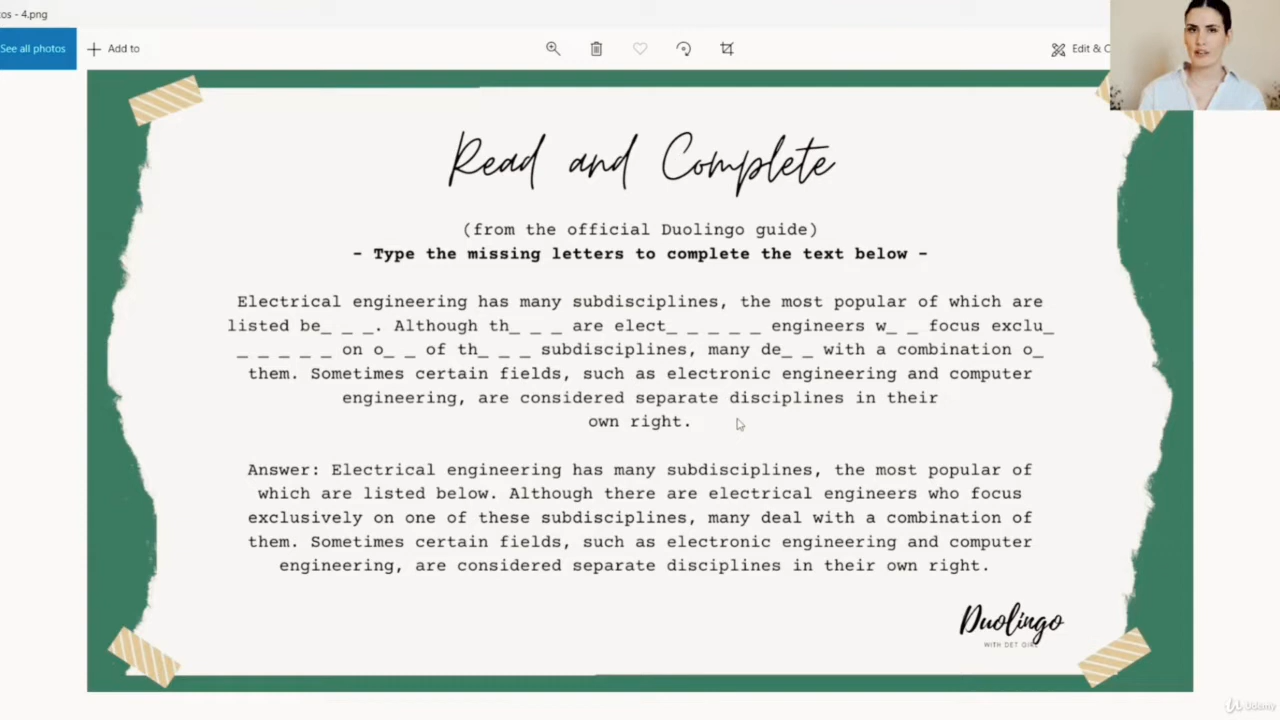 os - 4.png
See all photos
Add to
Edit & C
Read and Complete
(from the official Duolingo guide)
- Type the missing letters to complete the text below -
Electrical engineering has many subdisciplines, the most popular of which are
listed be_ _ _. Although th_ _ _ are elect_ _ _ _ _ engineers w_ _ focus exclu_
_ _ _ _ _ on o_ _ of th_ _ _ subdisciplines, many de_ _ with a combination o_
them. Sometimes certain fields, such as electronic engineering and computer
engineering, are considered separate disciplines in their
own right.
Answer: Electrical engineering has many subdisciplines, the most popular of
which are listed below. Although there are electrical engineers who focus
exclusively on one of these subdisciplines, many deal with a combination of
them. Sometimes certain fields, such as electronic engineering and computer
engineering, are considered separate disciplines in their own right.
Duolingo
WITH DET GIRL
Udemy